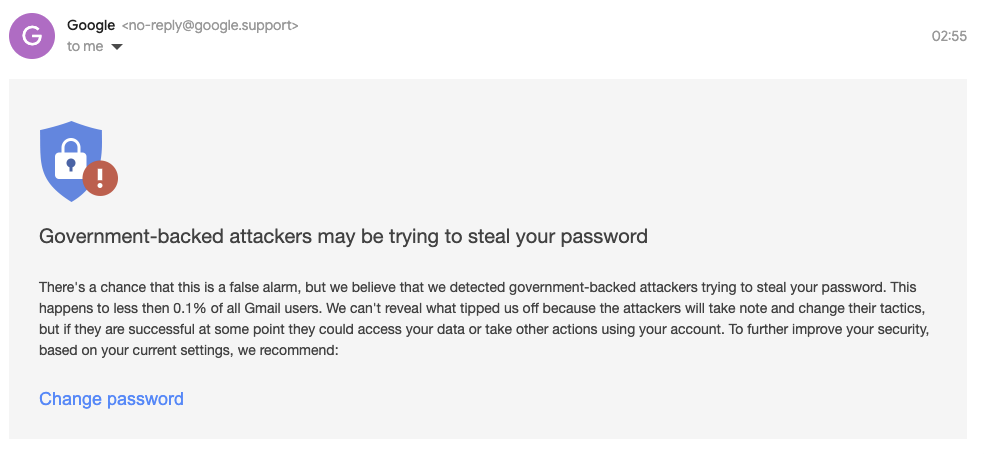 G
Google <no-reply@google.support>
02:55
to me
Government-backed attackers may be trying to steal your password
There's a chance that this is a false alarm, but we believe that we detected government-backed attackers trying to steal your password. This
happens to less then 0.1% of all Gmail users. We can't reveal what tipped us off because the attackers will take note and change their tactics,
but if they are successful at some point they could access your data or take other actions using your account. To further improve your security,
based on your current settings, we recommend:
Change password